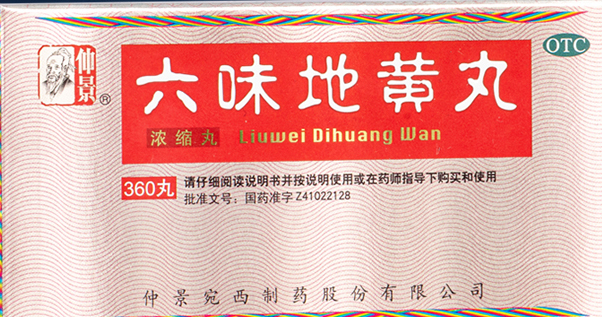 仲景
®
六味地黄丸
OTC
浓缩丸 Liuwei Dihuang Wan
360丸
请仔细阅读说明书并按说明使用或在药师指导下购买和使用
批准文号：国药准字Z41022128
仲景宛西制药股份有限公司